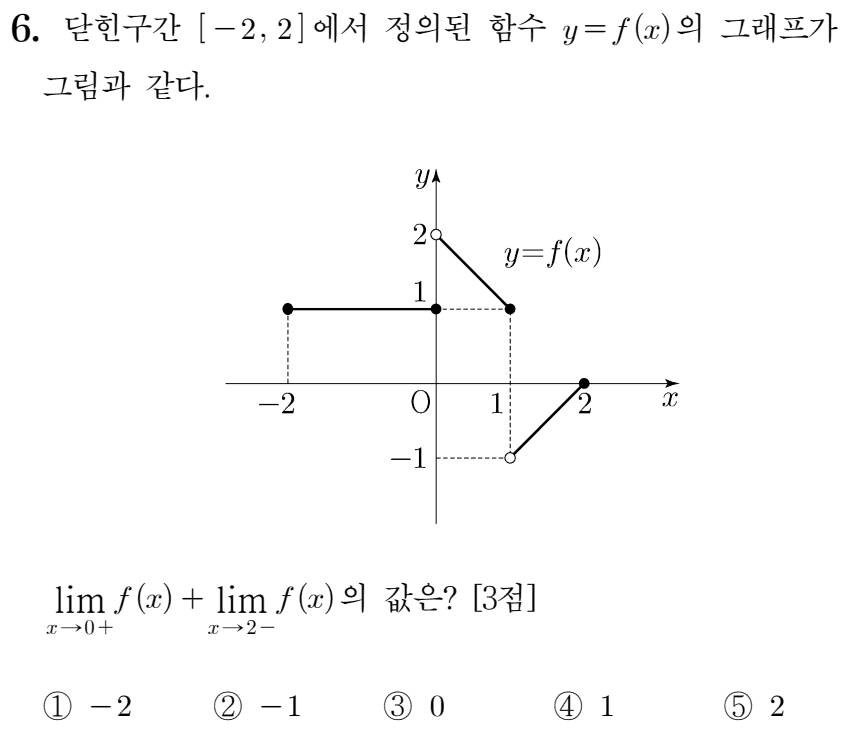 6. 닫힌구간 [-2, 2]에서 정의된 함수 y=f(x)의 그래프가
그림과 같다.
y
2
y=f(x)
1
-2
O
1
2
x
-1
lim f(x) + lim f(x)의 값은? [3점]
x→0+ x→2-
① -2 ② -1 ③ 0 ④ 1 ⑤ 2